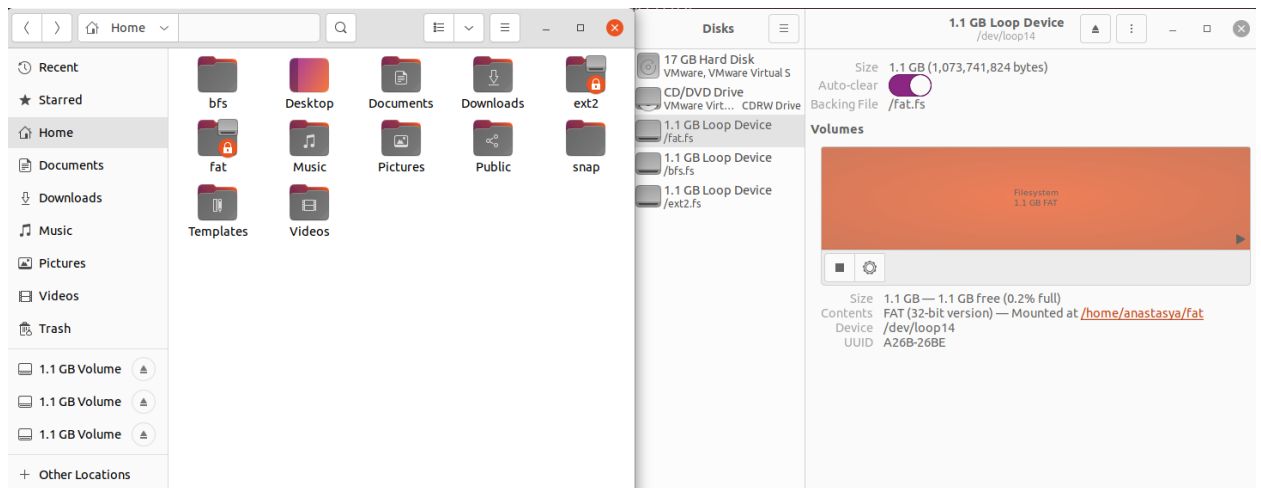 Home
Recent
Starred
Home
Documents
Downloads
Music
Pictures
Videos
Trash
1.1 GB Volume
1.1 GB Volume
1.1 GB Volume
+ Other Locations
bfs
Desktop
Documents
Downloads
ext2
fat
Music
Pictures
Public
snap
Templates
Videos
Disks
17 GB Hard Disk
VMware, VMware Virtual S
CD/DVD Drive
VMware Virt... CDRW Drive
1.1 GB Loop Device
/fat.fs
1.1 GB Loop Device
/bfs.fs
1.1 GB Loop Device
/ext2.fs
1.1 GB Loop Device
/dev/loop14
Size 1.1 GB (1,073,741,824 bytes)
Auto-clear
Backing File /fat.fs
Volumes
Filesystem
1.1 GB FAT
Size 1.1 GB — 1.1 GB free (0.2% full)
Contents FAT (32-bit version) — Mounted at /home/anastasya/fat
Device /dev/loop14
UUID A26B-26BE